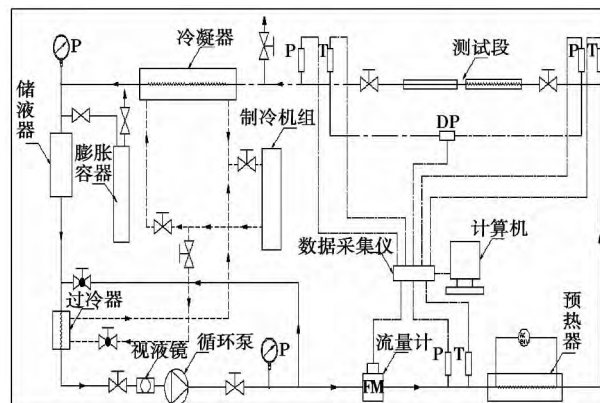 P
冷凝器
P
T
测试段
P
T
储液器
制冷机组
DP
膨胀容器
数据采集仪
计算机
过冷器
视液镜
循环泵
P
流量计
P
T
预热器
FM